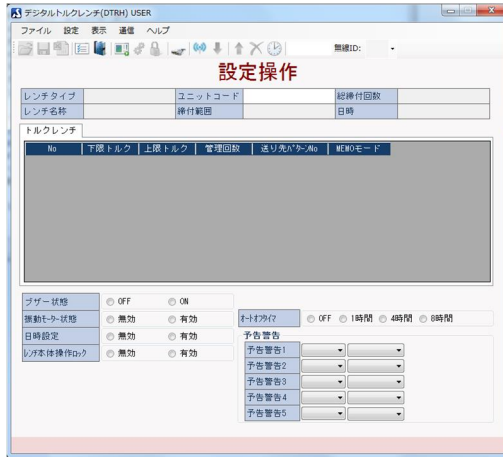 デジタルトルクレンチ(DTRH) USER
ファイル 設定 表示 通信 ヘルプ
無線ID:
設定操作
レンチタイプ ユニットコード 総締付回数
レンチ名称 締付範囲 日時
トルクレンチ
No 下限トルク 上限トルク 管理回数 送り先パターンNo MEMOモード
ブザー状態 OFF ON
振動モーター状態 無効 有効 オートオフタイマ OFF 1時間 4時間 8時間
日時設定 無効 有効 予告警告
レンチ本体操作ロック 無効 有効 予告警告1
予告警告2
予告警告3
予告警告4
予告警告5